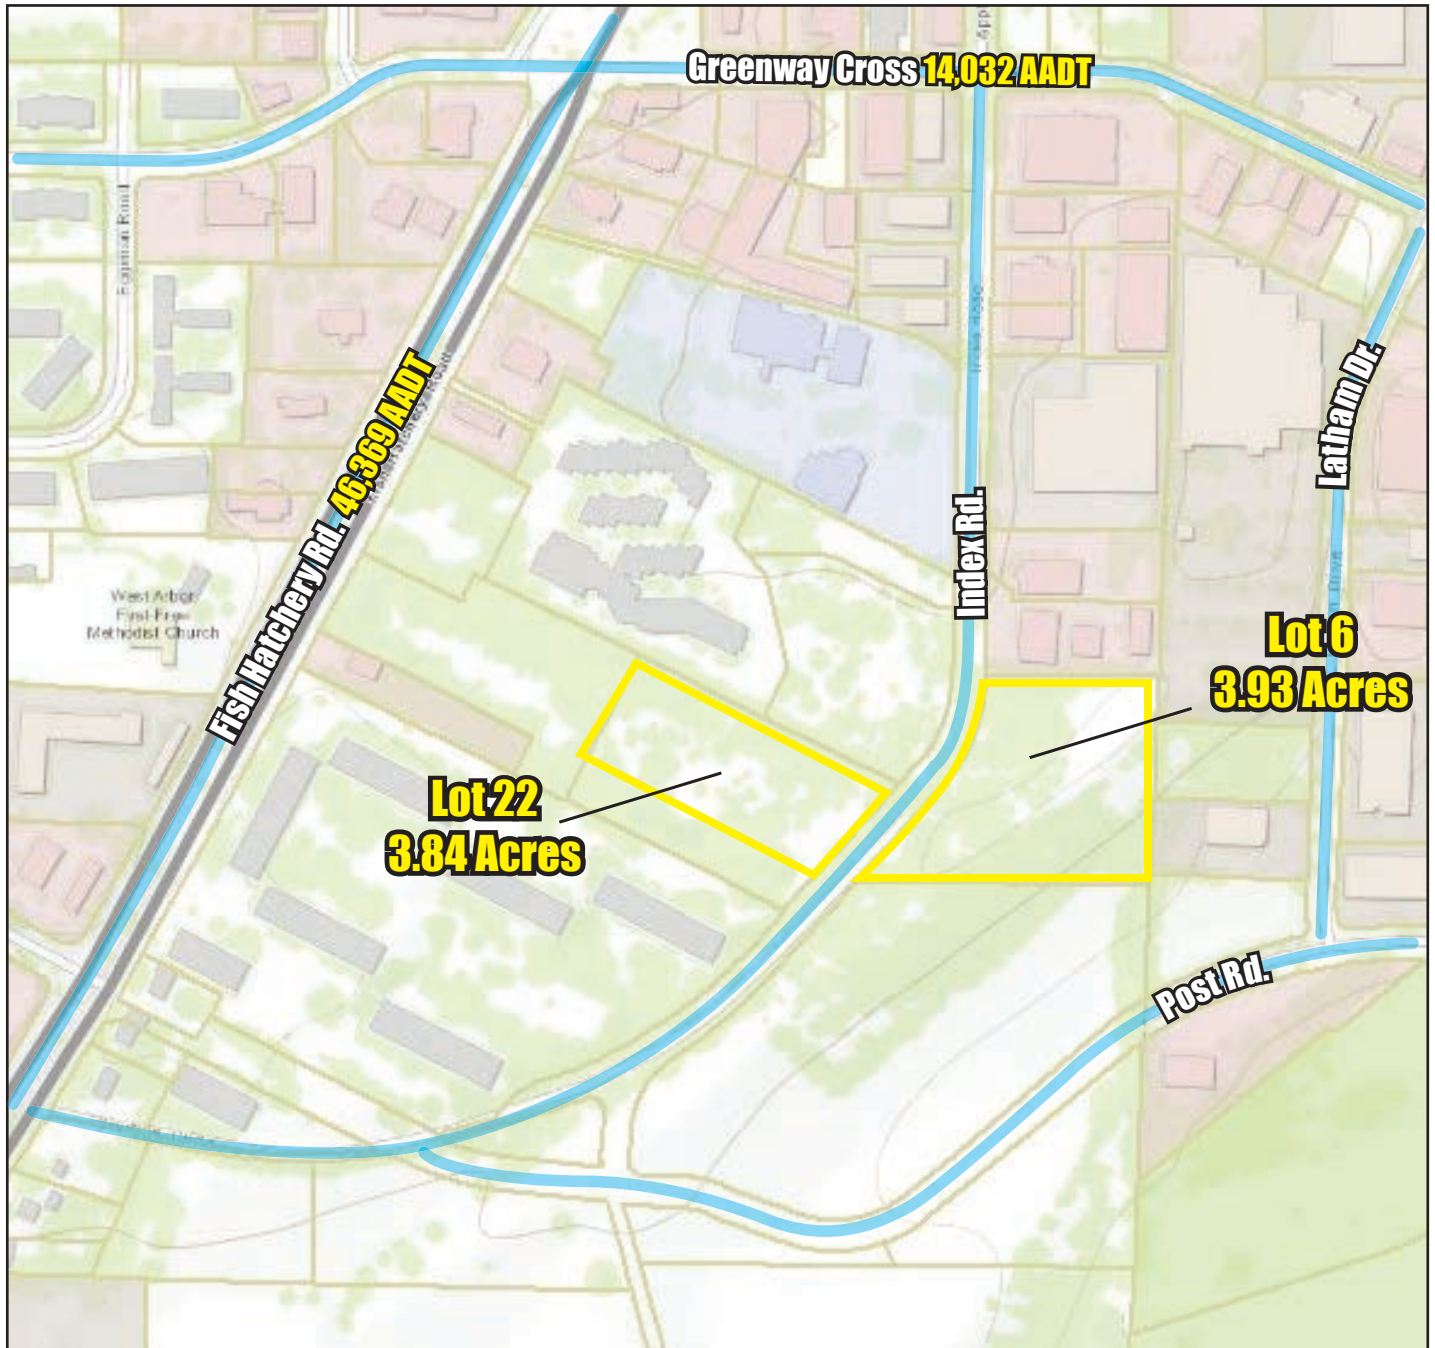 Greenway Cross 14,032 AADT
Fish Hatchery Rd. 46,369 AADT
Latham Dr.
Index Rd.
West Arbor
First Free
Methodist Church
Lot 6
3.93 Acres
Lot 22
3.84 Acres
Post Rd.